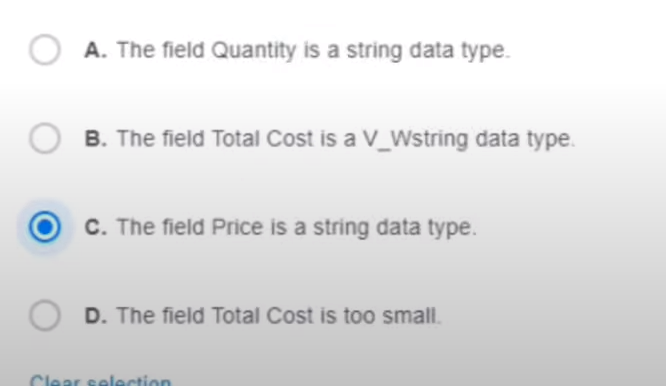 A. The field Quantity is a string data type.
B. The field Total Cost is a V_Wstring data type.
C. The field Price is a string data type.
D. The field Total Cost is too small.
Clear selection